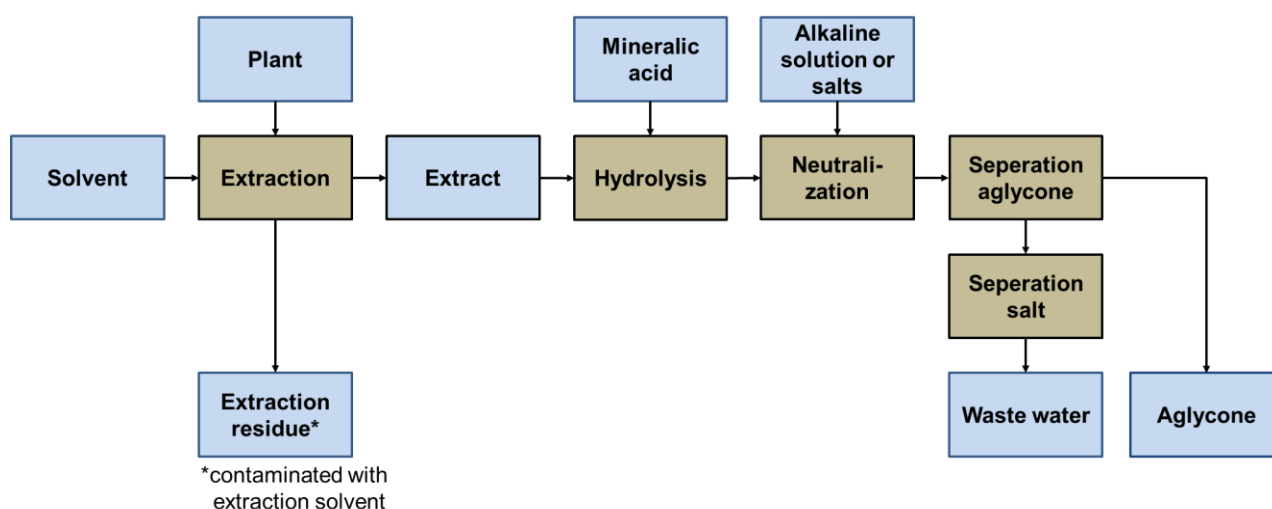 Plant
Mineralic
acid
Alkaline
solution or
salts
Solvent
Extraction
Extract
Hydrolysis
Neutrali-
zation
Seperation
aglycone
Seperation
salt
Extraction
residue*
Waste water
Aglycone
*contaminated with
extraction solvent